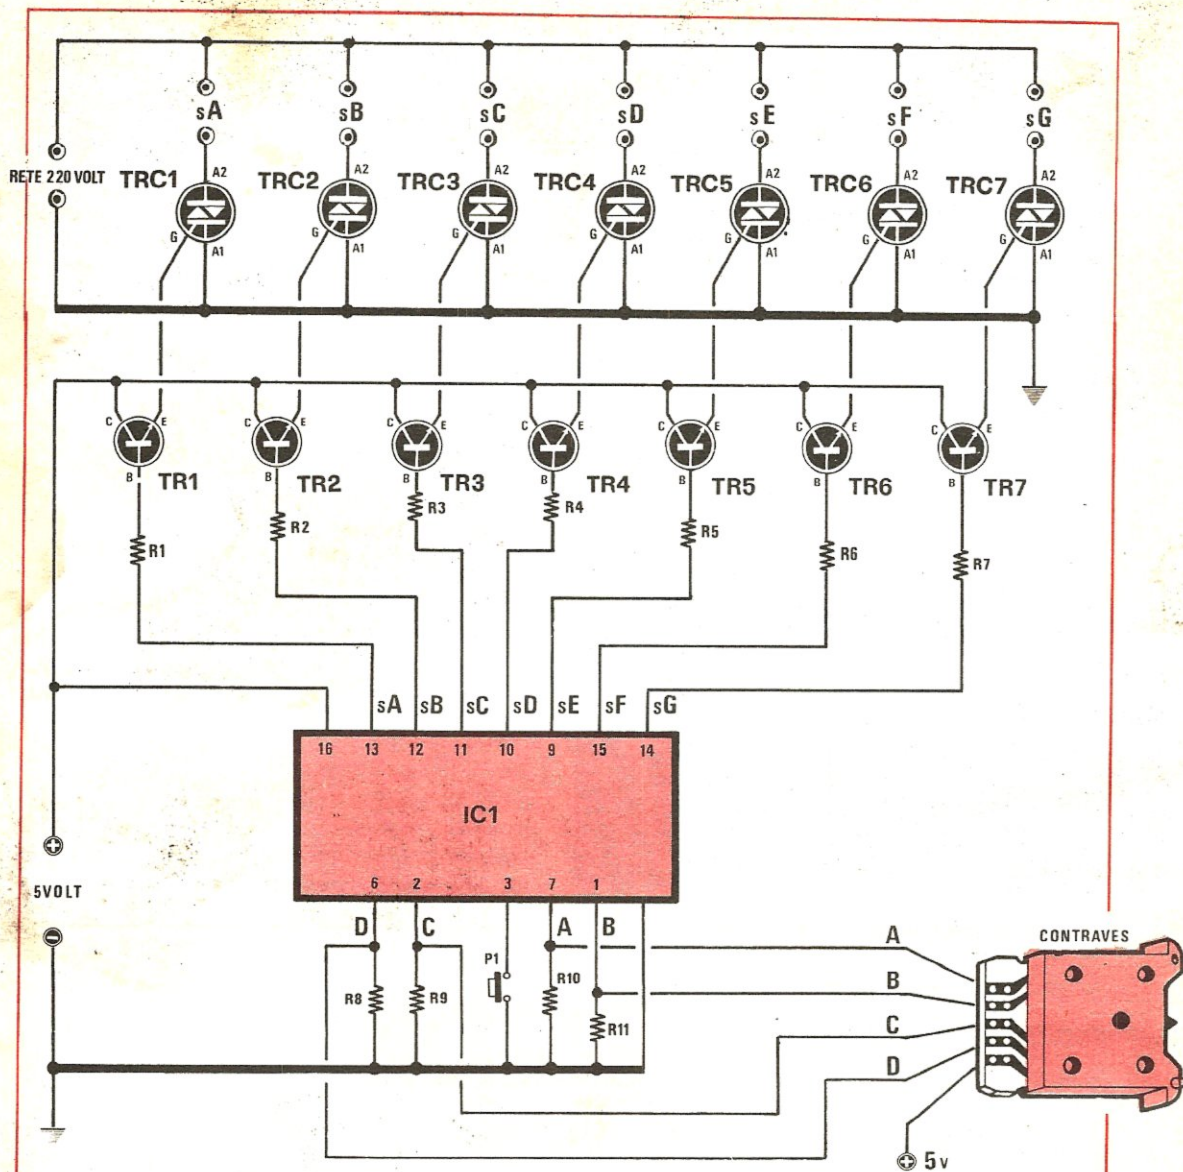 sA sB sC sD sE sF sG
RETE 220 VOLT
TRC1 TRC2 TRC3 TRC4 TRC5 TRC6 TRC7
A2 A2 A2 A2 A2 A2 A2
G G G G G G G
A1 A1 A1 A1 A1 A1 A1
C E C E C E C E C E C E C E
B B B B B B B
TR1 TR2 TR3 TR4 TR5 TR6 TR7
R1 R2 R3 R4 R5 R6 R7
sA sB sC sD sE sF sG
16 13 12 11 10 9 15 14
IC1
6 2 3 7 1
5VOLT
D C A B
P1
R8 R9 R10 R11
A
B
C
D
CONTRAVES
5V